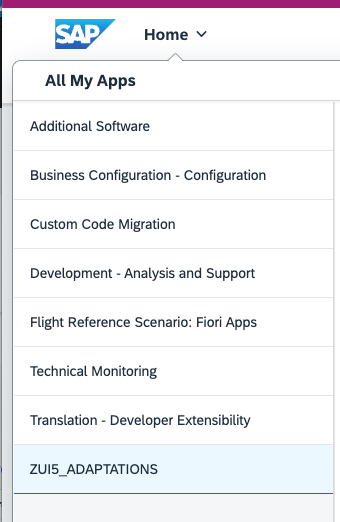 SAP
Home
All My Apps
Additional Software
Business Configuration - Configuration
Custom Code Migration
Development - Analysis and Support
Flight Reference Scenario: Fiori Apps
Technical Monitoring
Translation - Developer Extensibility
ZUI5_ADAPTATIONS